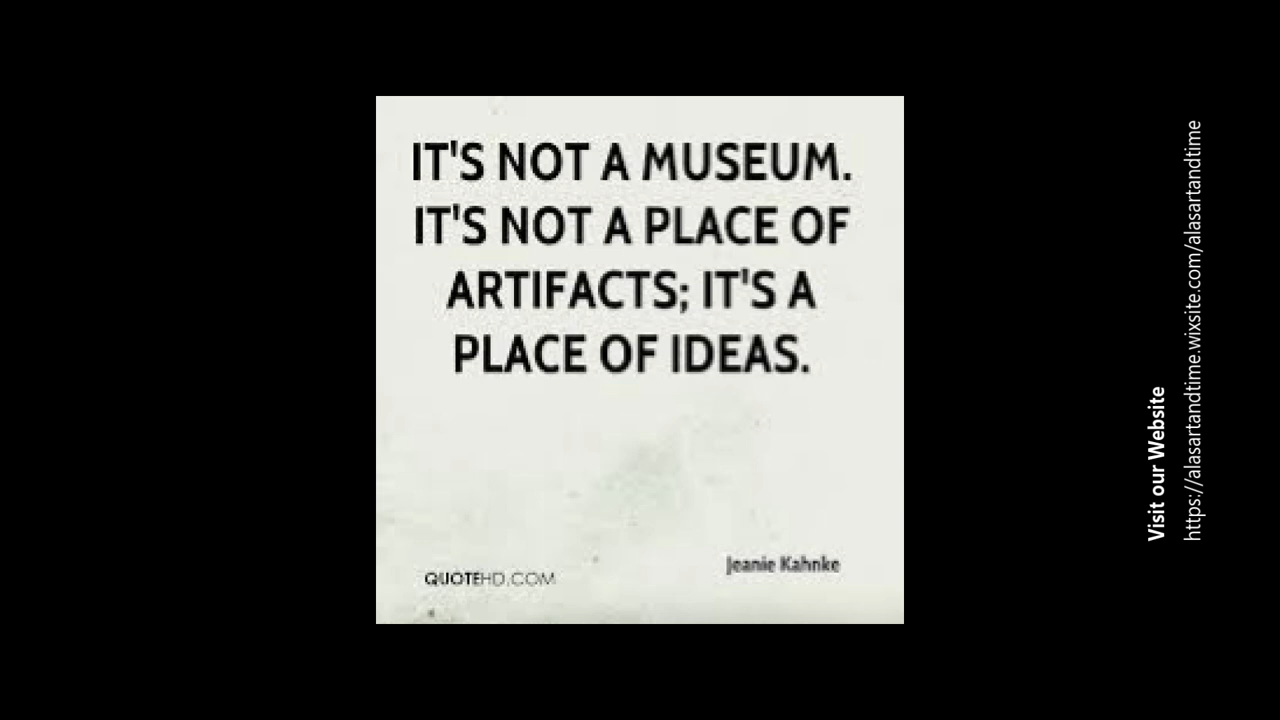 IT'S NOT A MUSEUM.
IT'S NOT A PLACE OF
ARTIFACTS; IT'S A
PLACE OF IDEAS.
Jeanie Kahnke
QUOTEHD.COM
Visit our Website
https://alasartandtime.wixsite.com/alasartandtime